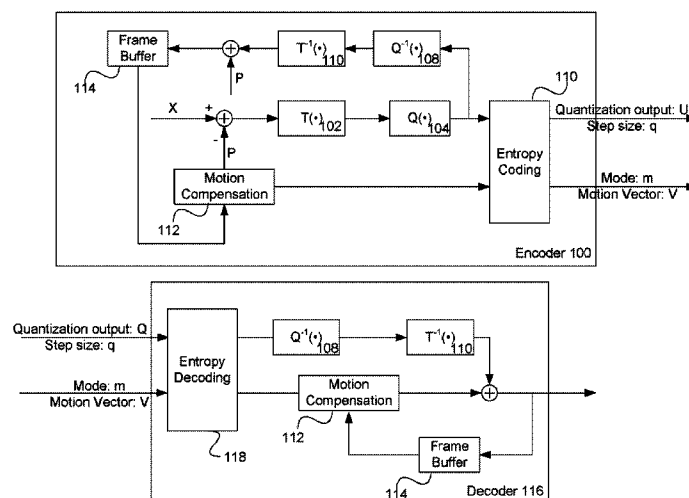 Frame
Buffer
114
T⁻¹(•)
110
Q⁻¹(•)
108
110
P
X
+
-
P
T(•)
102
Q(•)
104
Entropy
Coding
Quantization output: U
Step size: q
Mode: m
Motion Vector: V
Motion
Compensation
112
Encoder 100
Quantization output: Q
Step size: q
Mode: m
Motion Vector: V
Entropy
Decoding
118
Q⁻¹(•)
108
T⁻¹(•)
110
Motion
Compensation
112
Frame
Buffer
114
Decoder 116